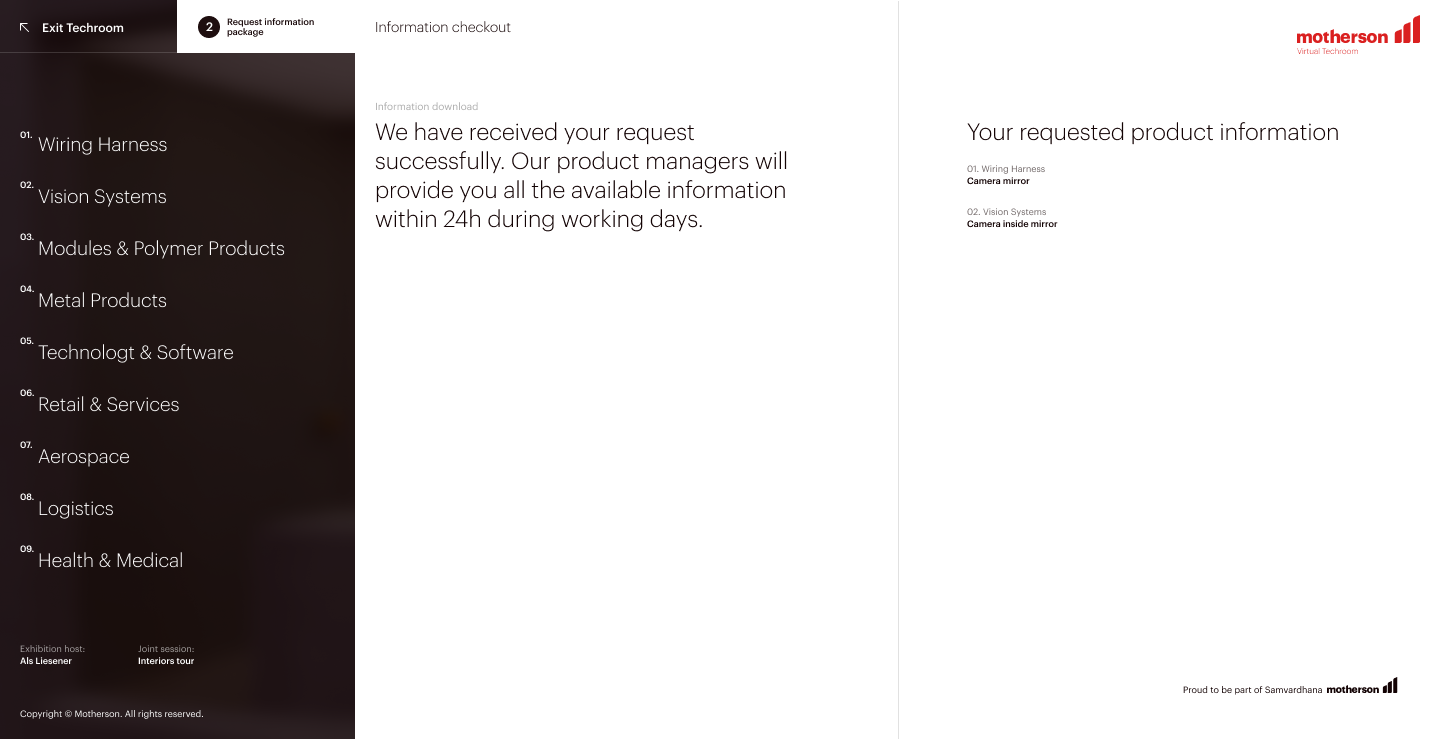 Exit Techroom
2
Request information
package
Information checkout
motherson
Virtual Techroom
01.
Wiring Harness
02.
Vision Systems
03.
Modules & Polymer Products
04.
Metal Products
05.
Technologt & Software
06.
Retail & Services
07.
Aerospace
08.
Logistics
09.
Health & Medical
Exhibition host:
Als Liesener
Joint session:
Interiors tour
Copyright © Motherson. All rights reserved.
Information download
We have received your request
successfully. Our product managers will
provide you all the available information
within 24h during working days.
Your requested product information
01. Wiring Harness
Camera mirror
02. Vision Systems
Camera inside mirror
Proud to be part of Samvardhana motherson